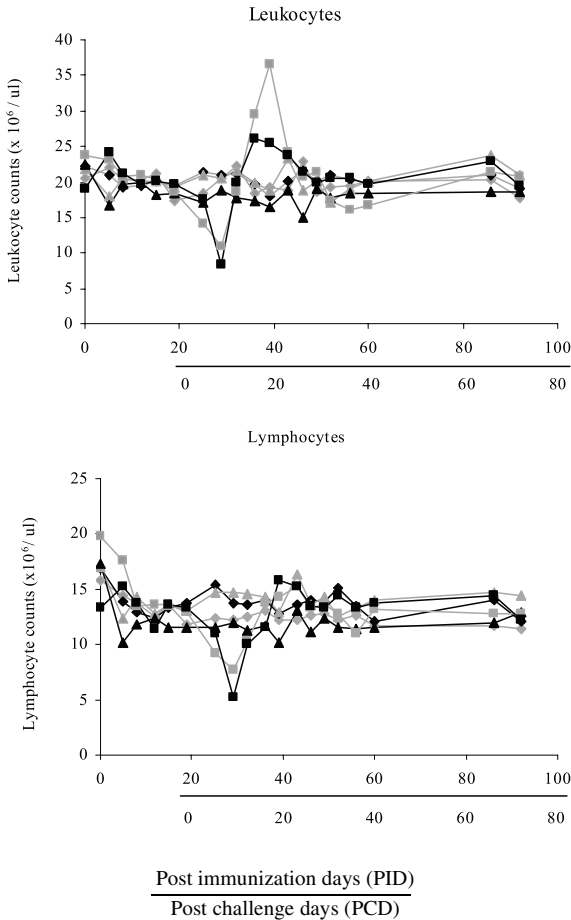 Leukocytes
Leukocyte counts (x 10⁶/ ul)
40
35
30
25
20
15
10
5
0
0 20 40 60 80 100
0 20 40 60 80
Lymphocytes
Lymphocyte counts (x10⁶/ ul)
25
20
15
10
5
0
0 20 40 60 80 100
0 20 40 60 80
Post immunization days (PID)
Post challenge days (PCD)